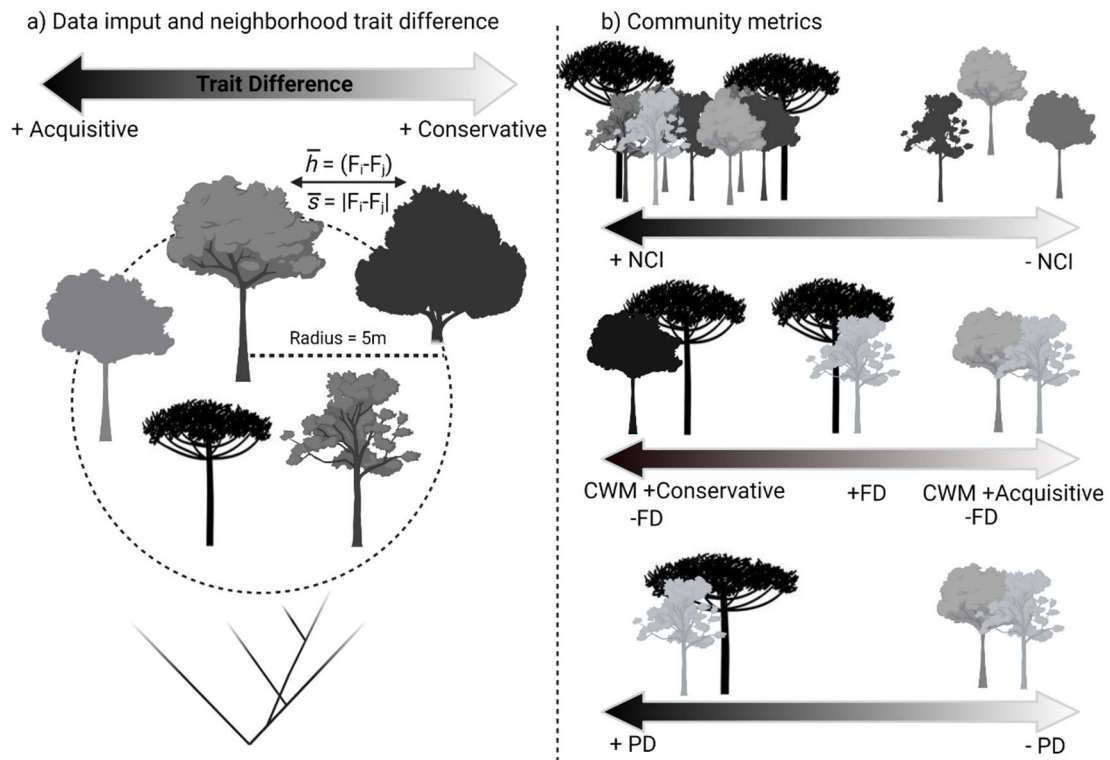 a) Data imput and neighborhood trait difference
Trait Difference
+ Acquisitive
+ Conservative
h̅ = (Fᵢ-Fⱼ)
s̅ = |Fᵢ-Fⱼ|
Radius = 5m
b) Community metrics
+ NCI
- NCI
CWM +Conservative
-FD
+FD
CWM +Acquisitive
-FD
+ PD
- PD